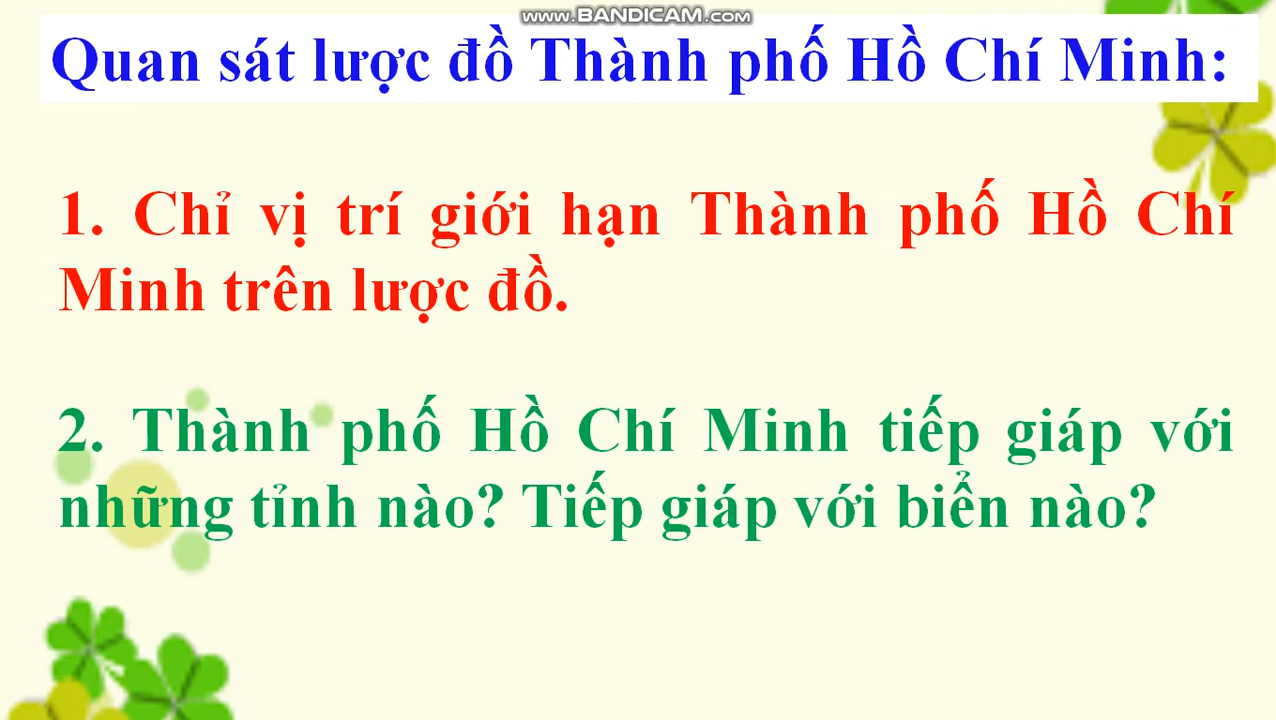 www.BANDICAM.com
Quan sát lược đồ Thành phố Hồ Chí Minh:
1. Chỉ vị trí giới hạn Thành phố Hồ Chí
Minh trên lược đồ.
2. Thành phố Hồ Chí Minh tiếp giáp với
những tỉnh nào? Tiếp giáp với biển nào?